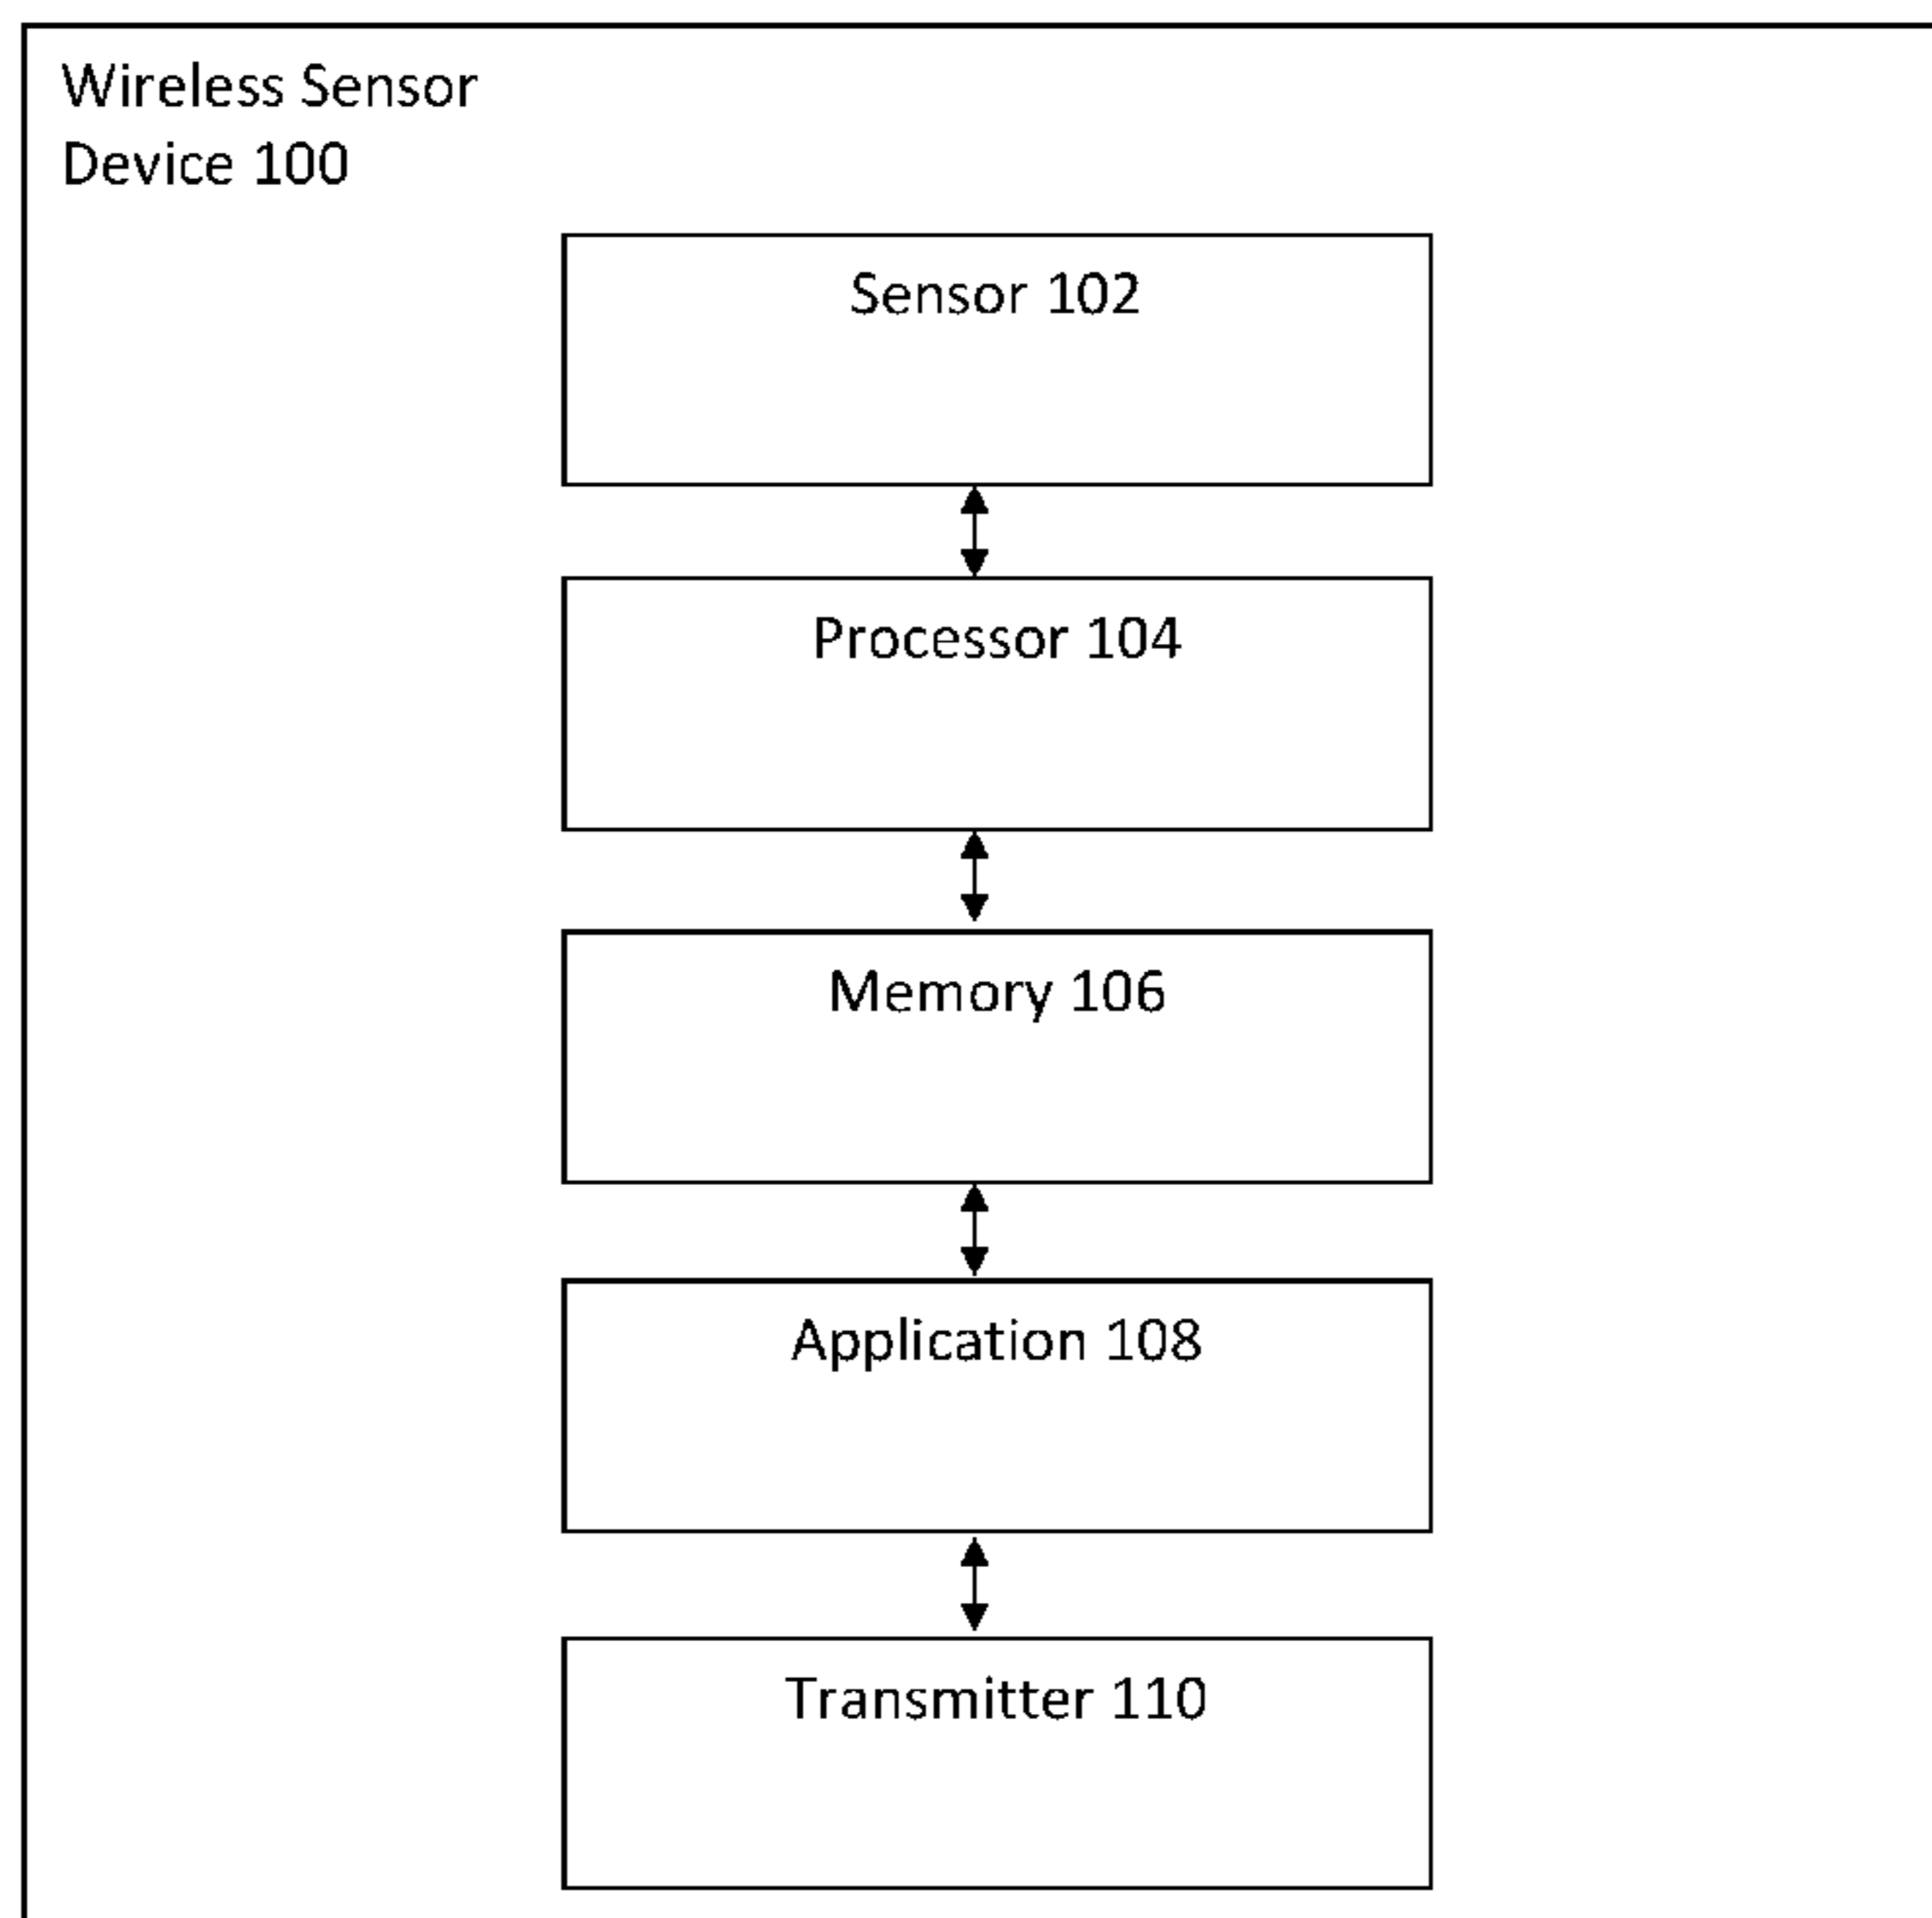 Wireless Sensor
Device 100
Sensor 102
Processor 104
Memory 106
Application 108
Transmitter 110